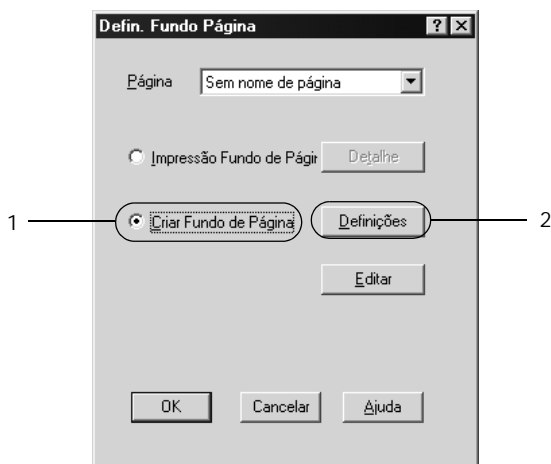 Defin. Fundo Página
Página Sem nome de página
Impressão Fundo de Págir Detalhe
1 Criar Fundo de Página Definições 2
Editar
OK Cancelar Ajuda